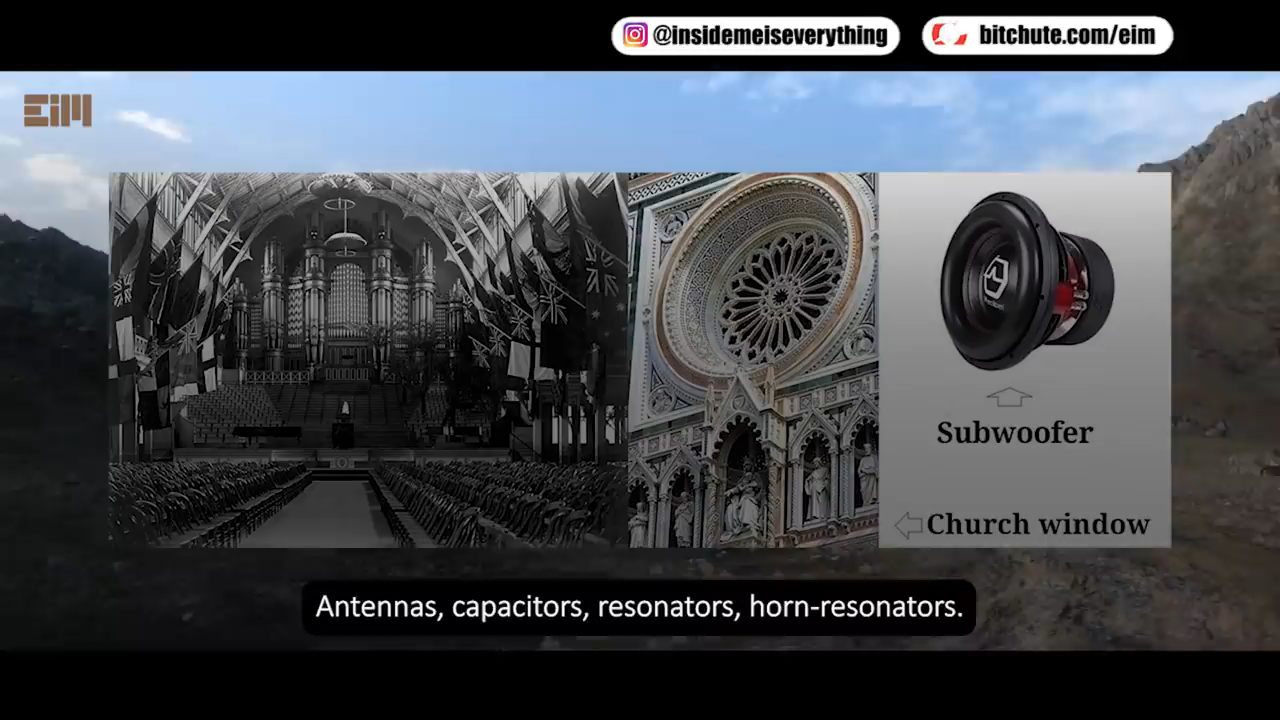 @insidemeiseverything
bitchute.com/eim
EIM
Subwoofer
Church window
Antennas, capacitors, resonators, horn-resonators.